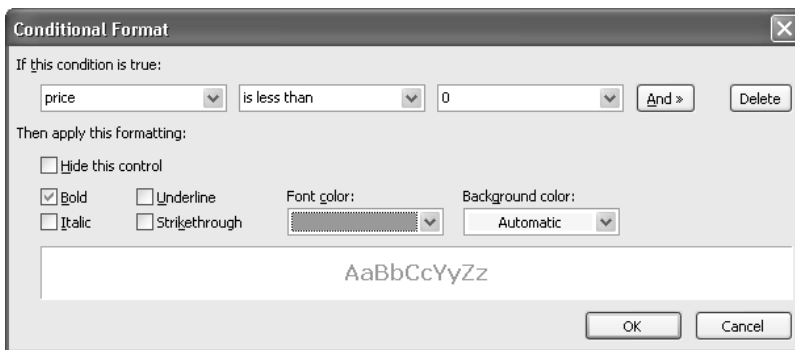 Conditional Format
If this condition is true:
price is less than 0 And » Delete
Then apply this formatting:
Hide this control
Bold Underline Font color: Background color:
Italic Strikethrough Automatic
AaBbCcYyZz
OK Cancel